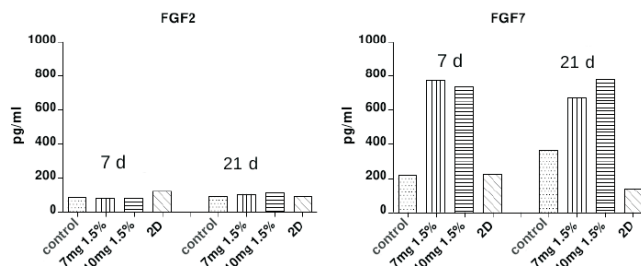 FGF2
FGF7
1000
800
600
400
200
0
pg/ml
7 d
21 d
control
7mg 1.5%
10mg 1.5%
2D
control
7mg 1.5%
10mg 1.5%
2D
1000
800
600
400
200
0
pg/ml
7 d
21 d
control
7mg 1.5%
10mg 1.5%
2D
control
7mg 1.5%
10mg 1.5%
2D